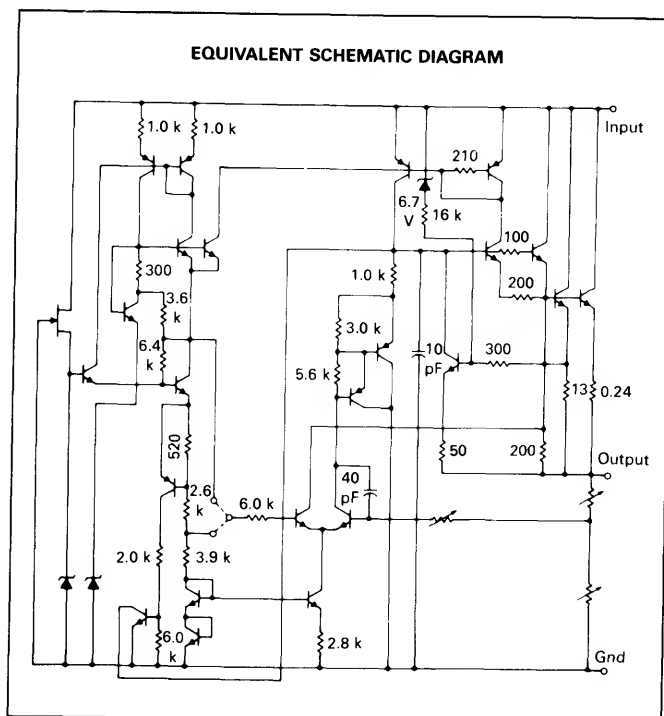 EQUIVALENT SCHEMATIC DIAGRAM
Input
1.0 k
1.0 k
210
6.7
V
16 k
100
300
1.0 k
200
3.6
k
3.0 k
6.4
k
10
pF
300
5.6 k
13
0.24
520
50
200
Output
2.6
k
6.0 k
40
pF
2.0 k
3.9 k
6.0
k
2.8 k
Gnd